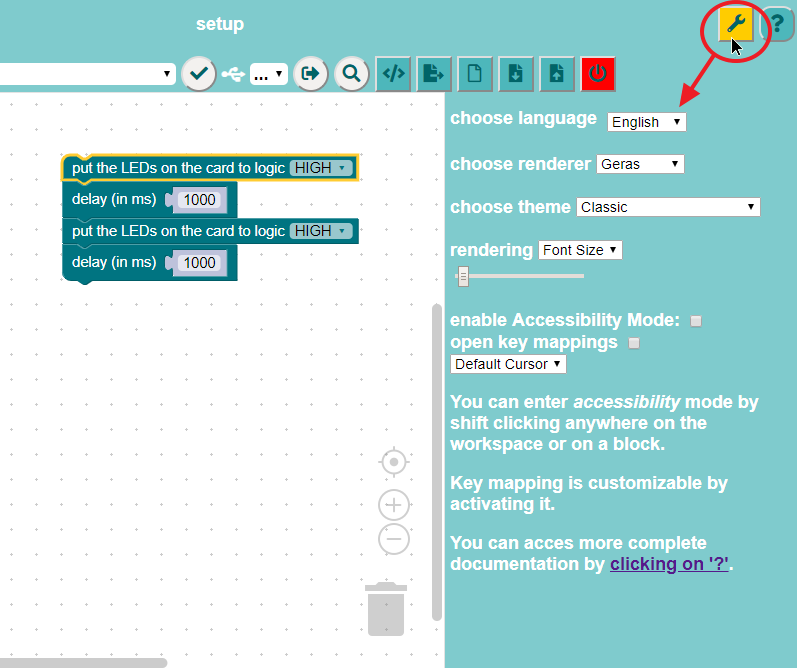 setup
?
...
</>
choose language English
put the LEDs on the card to logic HIGH
delay (in ms) 1000
put the LEDs on the card to logic HIGH
delay (in ms) 1000
choose renderer Geras
choose theme Classic
rendering Font Size
enable Accessibility Mode:
open key mappings
Default Cursor
You can enter accessibility mode by
shift clicking anywhere on the
workspace or on a block.
Key mapping is customizable by
activating it.
You can acces more complete
documentation by clicking on '?'.